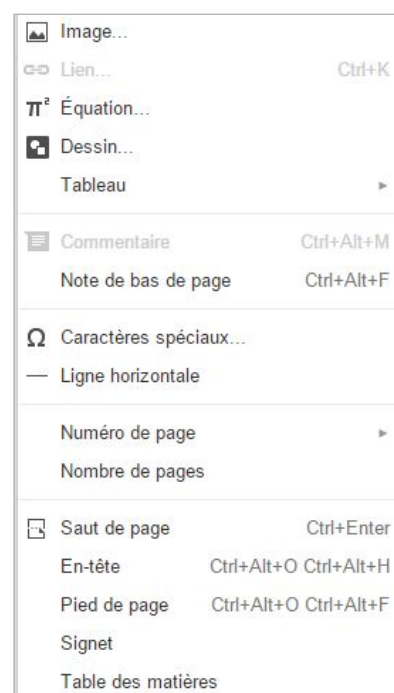 Image...
Lien... Ctrl+K
π² Équation...
Dessin...
Tableau
Commentaire Ctrl+Alt+M
Note de bas de page Ctrl+Alt+F
Ω Caractères spéciaux...
Ligne horizontale
Numéro de page
Nombre de pages
Saut de page Ctrl+Enter
En-tête Ctrl+Alt+O Ctrl+Alt+H
Pied de page Ctrl+Alt+O Ctrl+Alt+F
Signet
Table des matières